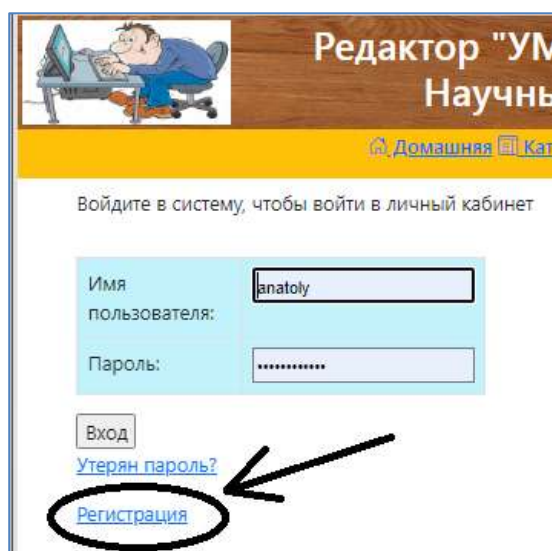 Редактор "УМ
Научны
Домашняя Кат
Войдите в систему, чтобы войти в личный кабинет
Имя
пользователя:
anatoly
Пароль:
••••••••••••
Вход
Утерян пароль?
Регистрация